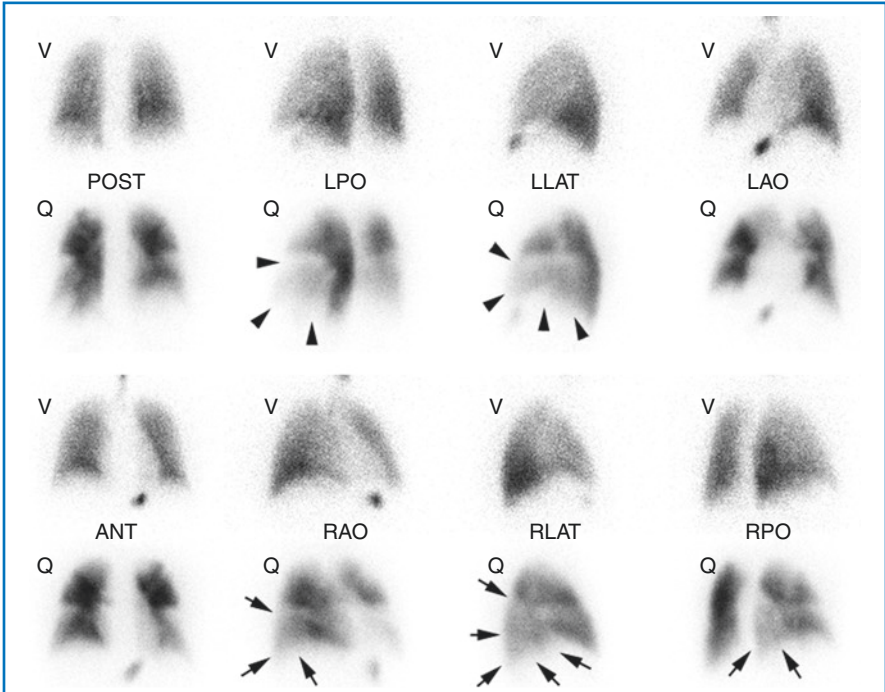 V V V V
POST LPO LLAT LAO
Q Q Q Q
V V V V
ANT RAO RLAT RPO
Q Q Q Q